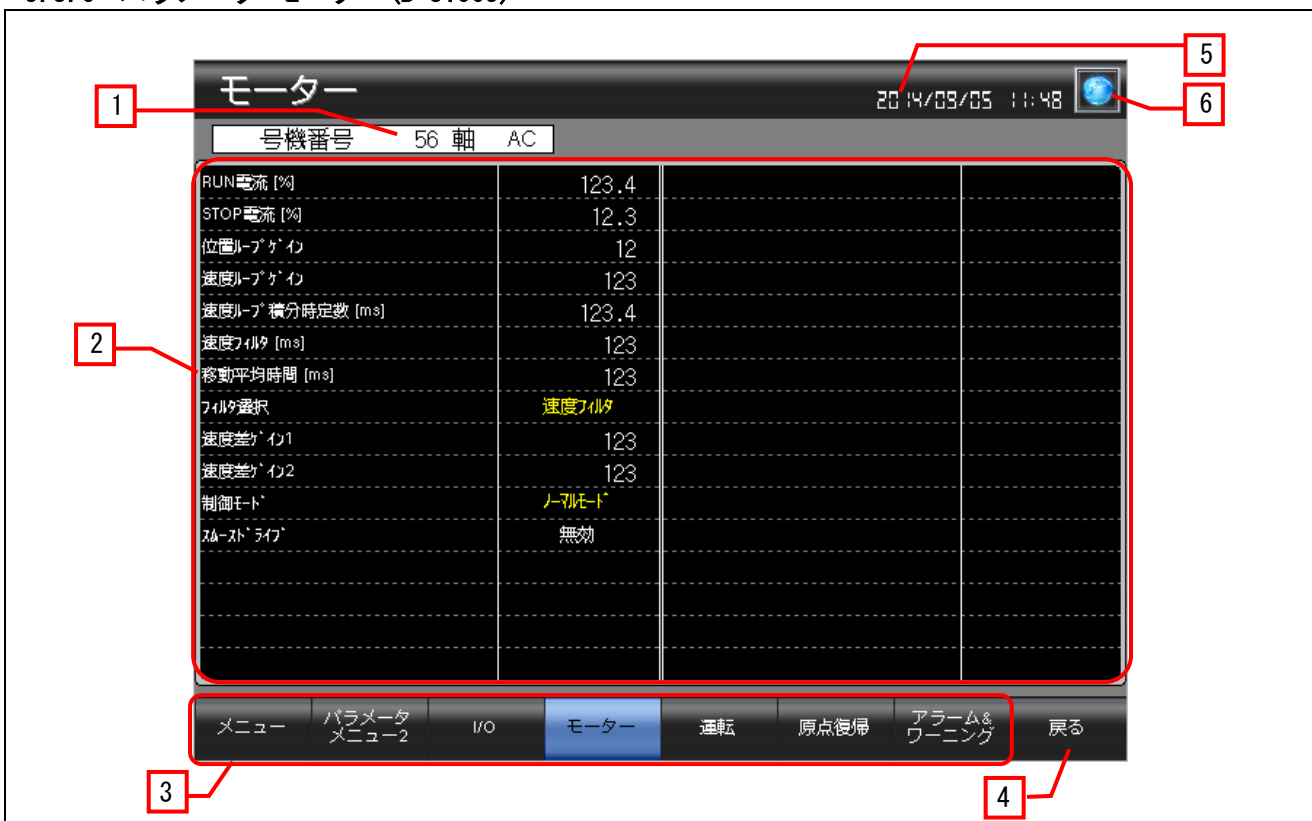 モーター
2014/09/05 11:48
号機番号 56 軸 AC
RUN電流 [%] 123.4
STOP電流 [%] 12.3
位置ﾙｰﾌﾟｹﾞｲﾝ 12
速度ﾙｰﾌﾟｹﾞｲﾝ 123
速度ﾙｰﾌﾟ積分時定数 [ms] 123.4
速度ﾌｨﾙﾀ [ms] 123
移動平均時間 [ms] 123
ﾌｨﾙﾀ選択 速度ﾌｨﾙﾀ
速度差ｹﾞｲﾝ1 123
速度差ｹﾞｲﾝ2 123
制御ﾓｰﾄﾞ ﾉｰﾏﾙﾓｰﾄﾞ
ｽﾑｰｽﾄﾞﾗｲﾌﾞ 無効
メニュー
パラメータ
メニュー2
I/O
モーター
運転
原点復帰
アラーム&
ワーニング
戻る
1
2
3
4
5
6